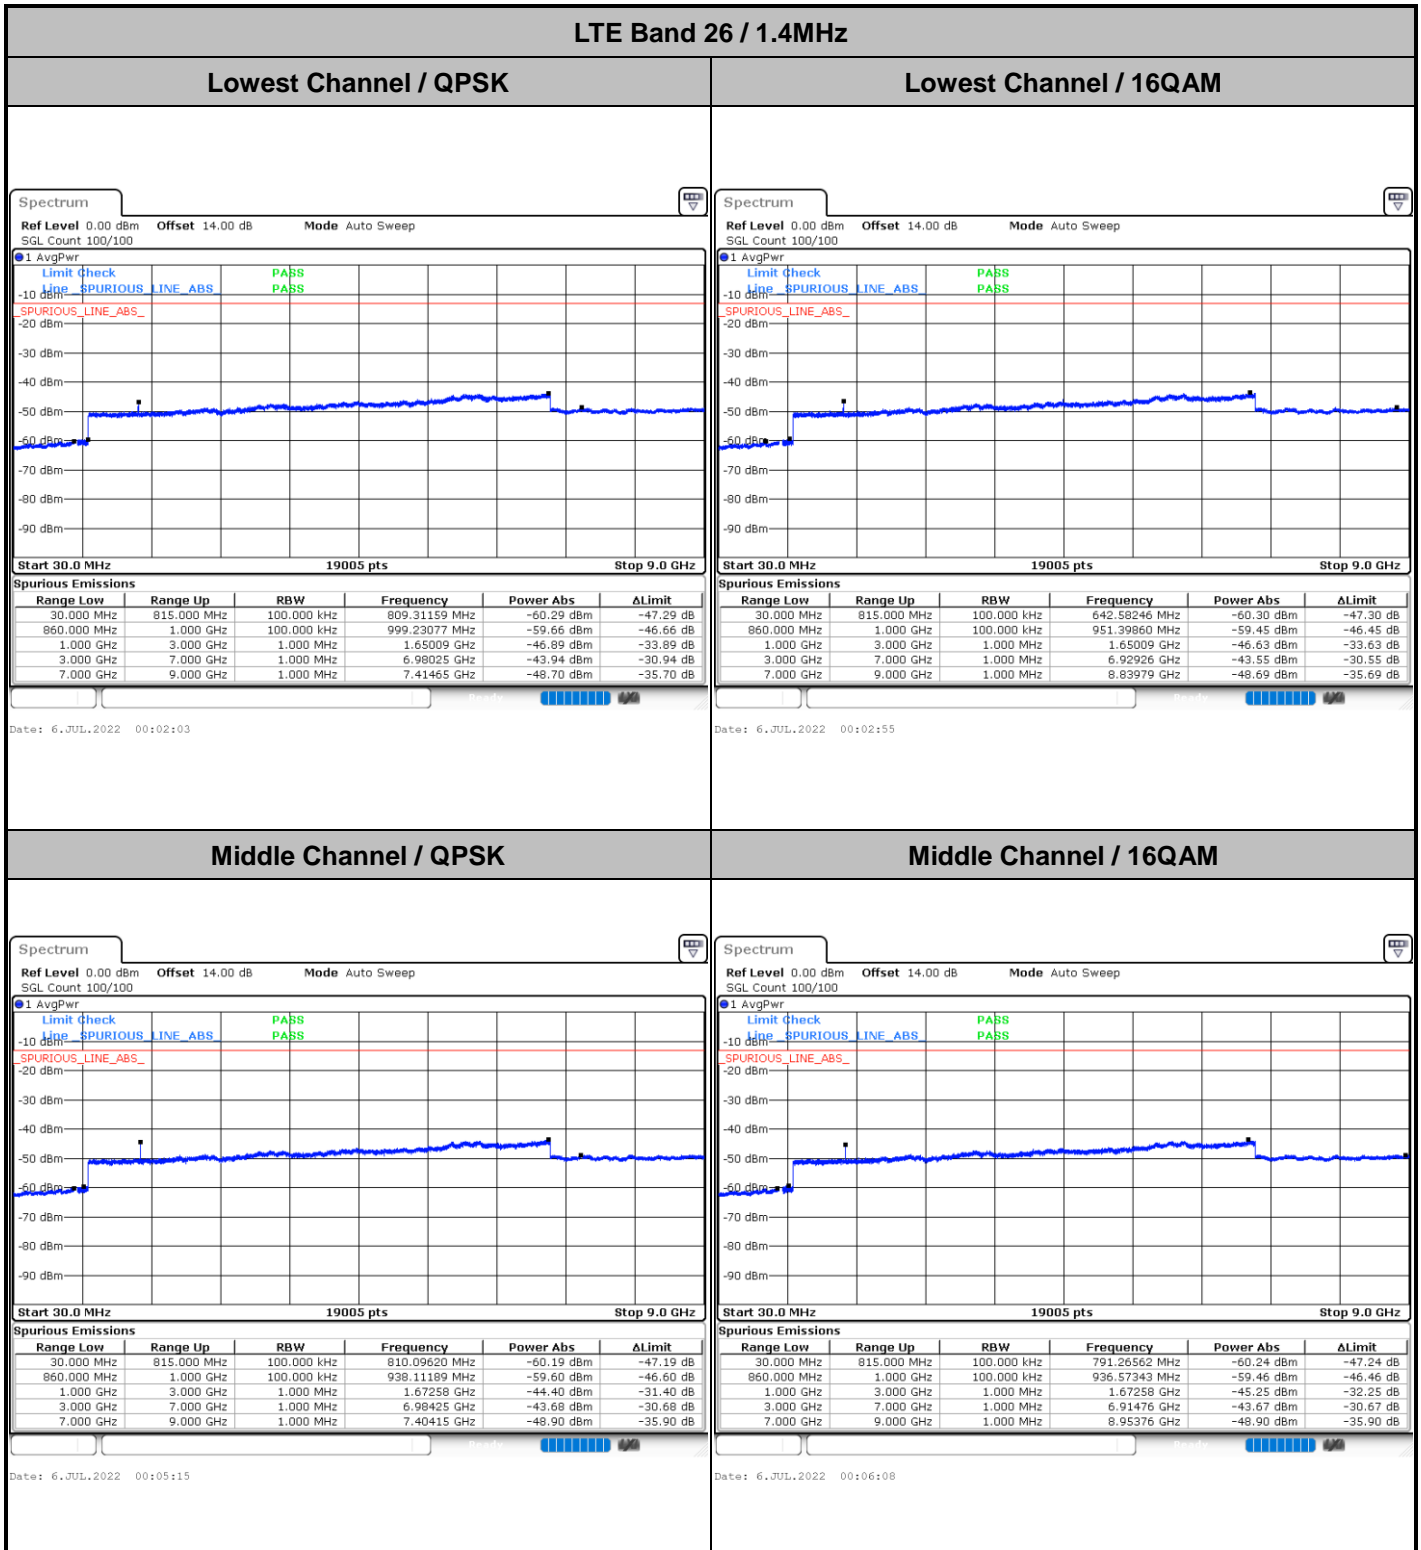 LTE Band 26 / 1.4MHz
Lowest Channel / QPSK
Lowest Channel / 16QAM
Spectrum
Ref Level 0.00 dBm Offset 14.00 dB Mode Auto Sweep
SGL Count 100/100
1 AvgPwr
Limit Check PASS
Line _SPURIOUS_LINE_ABS_ PASS
-10 dBm
_SPURIOUS_LINE_ABS_
-20 dBm
-30 dBm
-40 dBm
-50 dBm
-60 dBm
-70 dBm
-80 dBm
-90 dBm
Start 30.0 MHz 19005 pts Stop 9.0 GHz
Spurious Emissions
Range Low Range Up RBW Frequency Power Abs ΔLimit
30.000 MHz 815.000 MHz 100.000 kHz 809.31159 MHz -60.29 dBm -47.29 dB
860.000 MHz 1.000 GHz 100.000 kHz 999.23077 MHz -59.66 dBm -46.66 dB
1.000 GHz 3.000 GHz 1.000 MHz 1.65009 GHz -46.89 dBm -33.89 dB
3.000 GHz 7.000 GHz 1.000 MHz 6.98025 GHz -43.94 dBm -30.94 dB
7.000 GHz 9.000 GHz 1.000 MHz 7.41465 GHz -48.70 dBm -35.70 dB
Date: 6.JUL.2022 00:02:03
Spectrum
Ref Level 0.00 dBm Offset 14.00 dB Mode Auto Sweep
SGL Count 100/100
1 AvgPwr
Limit Check PASS
Line _SPURIOUS_LINE_ABS_ PASS
-10 dBm
_SPURIOUS_LINE_ABS_
-20 dBm
-30 dBm
-40 dBm
-50 dBm
-60 dBm
-70 dBm
-80 dBm
-90 dBm
Start 30.0 MHz 19005 pts Stop 9.0 GHz
Spurious Emissions
Range Low Range Up RBW Frequency Power Abs ΔLimit
30.000 MHz 815.000 MHz 100.000 kHz 642.58246 MHz -60.30 dBm -47.30 dB
860.000 MHz 1.000 GHz 100.000 kHz 951.39860 MHz -59.45 dBm -46.45 dB
1.000 GHz 3.000 GHz 1.000 MHz 1.65009 GHz -46.63 dBm -33.63 dB
3.000 GHz 7.000 GHz 1.000 MHz 6.92926 GHz -43.55 dBm -30.55 dB
7.000 GHz 9.000 GHz 1.000 MHz 8.83979 GHz -48.69 dBm -35.69 dB
Date: 6.JUL.2022 00:02:55
Middle Channel / QPSK
Middle Channel / 16QAM
Spectrum
Ref Level 0.00 dBm Offset 14.00 dB Mode Auto Sweep
SGL Count 100/100
1 AvgPwr
Limit Check PASS
Line _SPURIOUS_LINE_ABS_ PASS
-10 dBm
_SPURIOUS_LINE_ABS_
-20 dBm
-30 dBm
-40 dBm
-50 dBm
-60 dBm
-70 dBm
-80 dBm
-90 dBm
Start 30.0 MHz 19005 pts Stop 9.0 GHz
Spurious Emissions
Range Low Range Up RBW Frequency Power Abs ΔLimit
30.000 MHz 815.000 MHz 100.000 kHz 810.09620 MHz -60.19 dBm -47.19 dB
860.000 MHz 1.000 GHz 100.000 kHz 938.11189 MHz -59.60 dBm -46.60 dB
1.000 GHz 3.000 GHz 1.000 MHz 1.67258 GHz -44.40 dBm -31.40 dB
3.000 GHz 7.000 GHz 1.000 MHz 6.98425 GHz -43.68 dBm -30.68 dB
7.000 GHz 9.000 GHz 1.000 MHz 7.40415 GHz -48.90 dBm -35.90 dB
Date: 6.JUL.2022 00:05:15
Spectrum
Ref Level 0.00 dBm Offset 14.00 dB Mode Auto Sweep
SGL Count 100/100
1 AvgPwr
Limit Check PASS
Line _SPURIOUS_LINE_ABS_ PASS
-10 dBm
_SPURIOUS_LINE_ABS_
-20 dBm
-30 dBm
-40 dBm
-50 dBm
-60 dBm
-70 dBm
-80 dBm
-90 dBm
Start 30.0 MHz 19005 pts Stop 9.0 GHz
Spurious Emissions
Range Low Range Up RBW Frequency Power Abs ΔLimit
30.000 MHz 815.000 MHz 100.000 kHz 791.26562 MHz -60.24 dBm -47.24 dB
860.000 MHz 1.000 GHz 100.000 kHz 936.57343 MHz -59.46 dBm -46.46 dB
1.000 GHz 3.000 GHz 1.000 MHz 1.67258 GHz -45.25 dBm -32.25 dB
3.000 GHz 7.000 GHz 1.000 MHz 6.91476 GHz -43.67 dBm -30.67 dB
7.000 GHz 9.000 GHz 1.000 MHz 8.95376 GHz -48.90 dBm -35.90 dB
Date: 6.JUL.2022 00:06:08